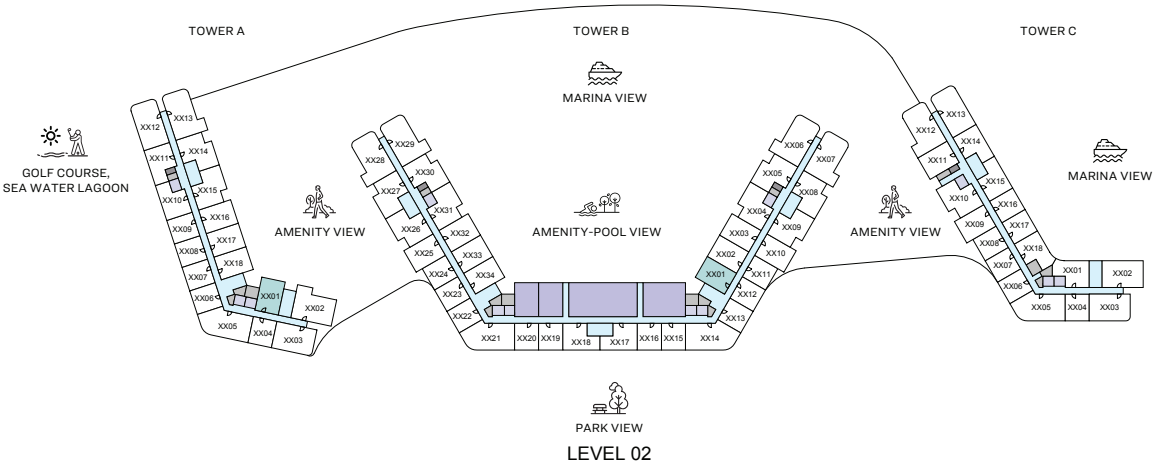 TOWER A
TOWER B
TOWER C
MARINA VIEW
GOLF COURSE,
SEA WATER LAGOON
MARINA VIEW
AMENITY VIEW
AMENITY-POOL VIEW
AMENITY VIEW
XX12
XX13
XX11
XX14
XX10
XX15
XX09
XX16
XX08
XX17
XX07
XX18
XX06
XX01
XX02
XX05
XX04
XX03
XX28
XX29
XX27
XX30
XX26
XX31
XX25
XX32
XX24
XX33
XX23
XX34
XX22
XX21
XX20
XX19
XX18
XX17
XX16
XX15
XX14
XX06
XX07
XX05
XX08
XX04
XX09
XX03
XX10
XX02
XX11
XX01
XX12
XX13
XX12
XX13
XX11
XX14
XX10
XX15
XX09
XX16
XX08
XX17
XX07
XX18
XX06
XX01
XX02
XX05
XX04
XX03
PARK VIEW
LEVEL 02